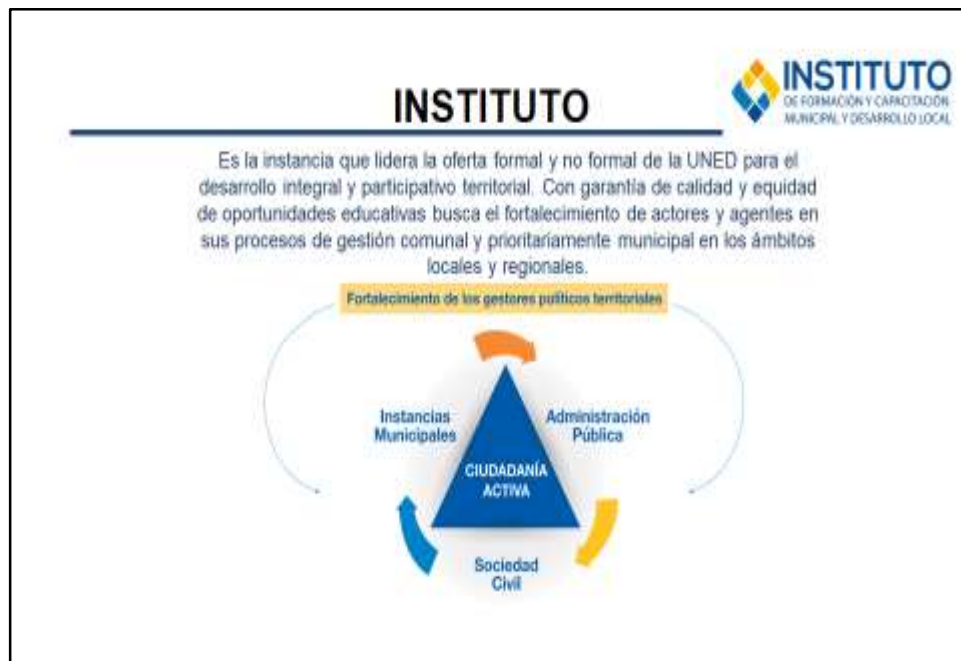 INSTITUTO
INSTITUTO
DE FORMACIÓN Y CAPACITACIÓN
MUNICIPAL Y DESARROLLO LOCAL
Es la instancia que lidera la oferta formal y no formal de la UNED para el
desarrollo integral y participativo territorial. Con garantía de calidad y equidad
de oportunidades educativas busca el fortalecimiento de actores y agentes en
sus procesos de gestión comunal y prioritariamente municipal en los ámbitos
locales y regionales.
Fortalecimiento de los gestores políticos territoriales
Instancias
Municipales
Administración
Pública
CIUDADANÍA
ACTIVA
Sociedad
Civil